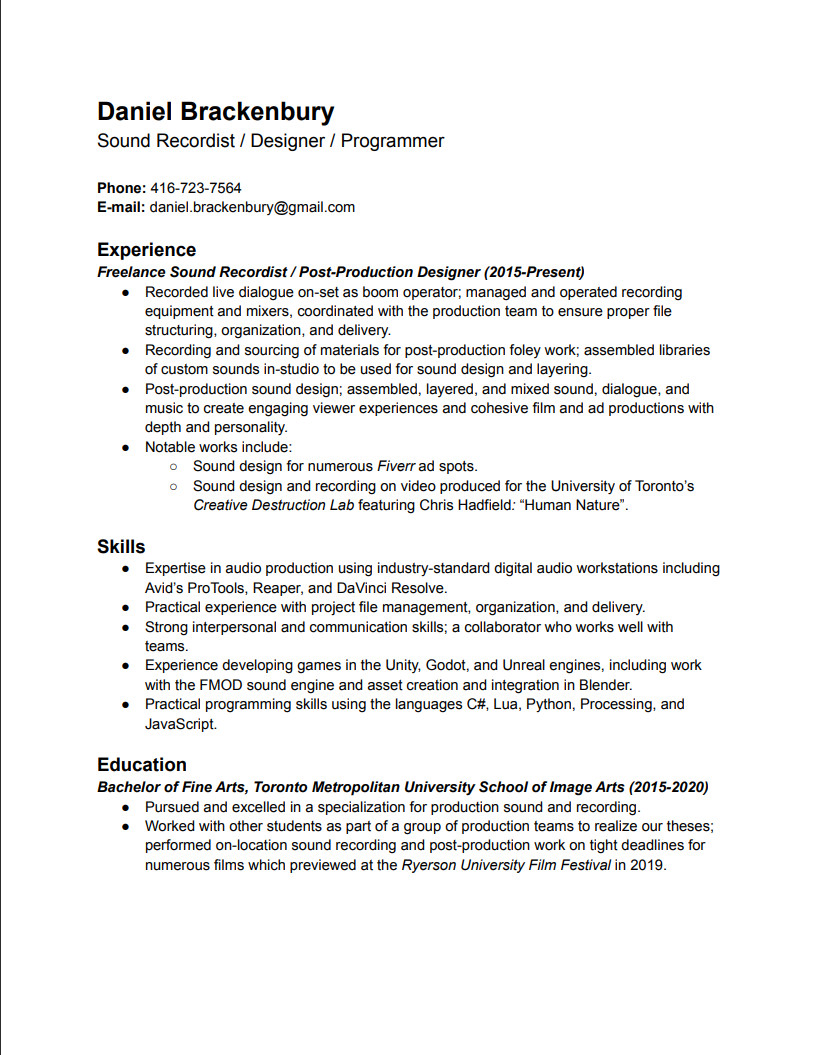 Daniel Brackenbury
Sound Recordist / Designer / Programmer
Phone: 416-723-7564
E-mail: daniel.brackenbury@gmail.com
Experience
Freelance Sound Recordist / Post-Production Designer (2015-Present)
● Recorded live dialogue on-set as boom operator; managed and operated recording
equipment and mixers, coordinated with the production team to ensure proper file
structuring, organization, and delivery.
● Recording and sourcing of materials for post-production foley work; assembled libraries
of custom sounds in-studio to be used for sound design and layering.
● Post-production sound design; assembled, layered, and mixed sound, dialogue, and
music to create engaging viewer experiences and cohesive film and ad productions with
depth and personality.
● Notable works include:
○ Sound design for numerous Fiverr ad spots.
○ Sound design and recording on video produced for the University of Toronto’s
Creative Destruction Lab featuring Chris Hadfield: “Human Nature”.
Skills
● Expertise in audio production using industry-standard digital audio workstations including
Avid’s ProTools, Reaper, and DaVinci Resolve.
● Practical experience with project file management, organization, and delivery.
● Strong interpersonal and communication skills; a collaborator who works well with
teams.
● Experience developing games in the Unity, Godot, and Unreal engines, including work
with the FMOD sound engine and asset creation and integration in Blender.
● Practical programming skills using the languages C#, Lua, Python, Processing, and
JavaScript.
Education
Bachelor of Fine Arts, Toronto Metropolitan University School of Image Arts (2015-2020)
● Pursued and excelled in a specialization for production sound and recording.
● Worked with other students as part of a group of production teams to realize our theses;
performed on-location sound recording and post-production work on tight deadlines for
numerous films which previewed at the Ryerson University Film Festival in 2019.